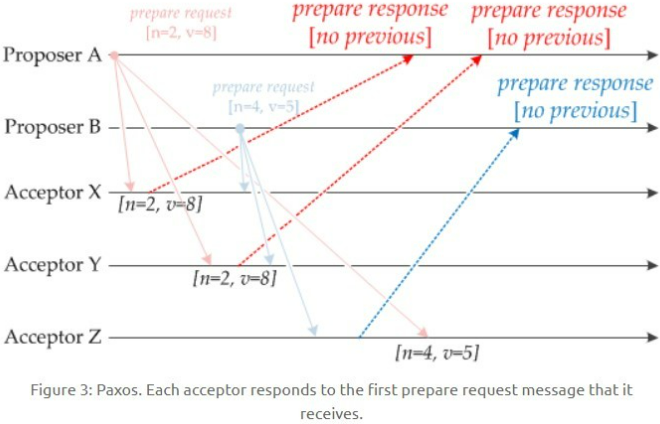 prepare request
[n=2, v=8]
prepare response
[no previous]
prepare response
[no previous]
Proposer A
prepare request
[n=4, v=5]
prepare response
[no previous]
Proposer B
Acceptor X
[n=2, v=8]
Acceptor Y
[n=2, v=8]
Acceptor Z
[n=4, v=5]
Figure 3: Paxos. Each acceptor responds to the first prepare request message that it
receives.